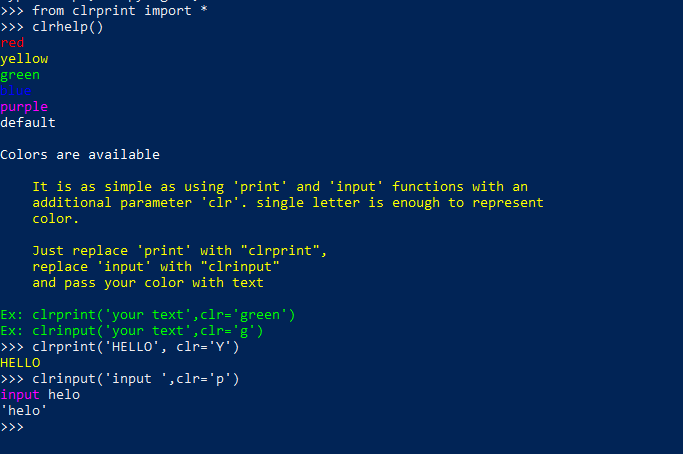 >>> from clrprint import *
>>> clrhelp()
red
yellow
green
blue
purple
default
Colors are available
It is as simple as using 'print' and 'input' functions with an
additional parameter 'clr'. single letter is enough to represent
color.
Just replace 'print' with "clrprint",
replace 'input' with "clrinput"
and pass your color with text
Ex: clrprint('your text',clr='green')
Ex: clrinput('your text',clr='g')
>>> clrprint('HELLO', clr='Y')
HELLO
>>> clrinput('input ',clr='p')
input helo
'helo'
>>>